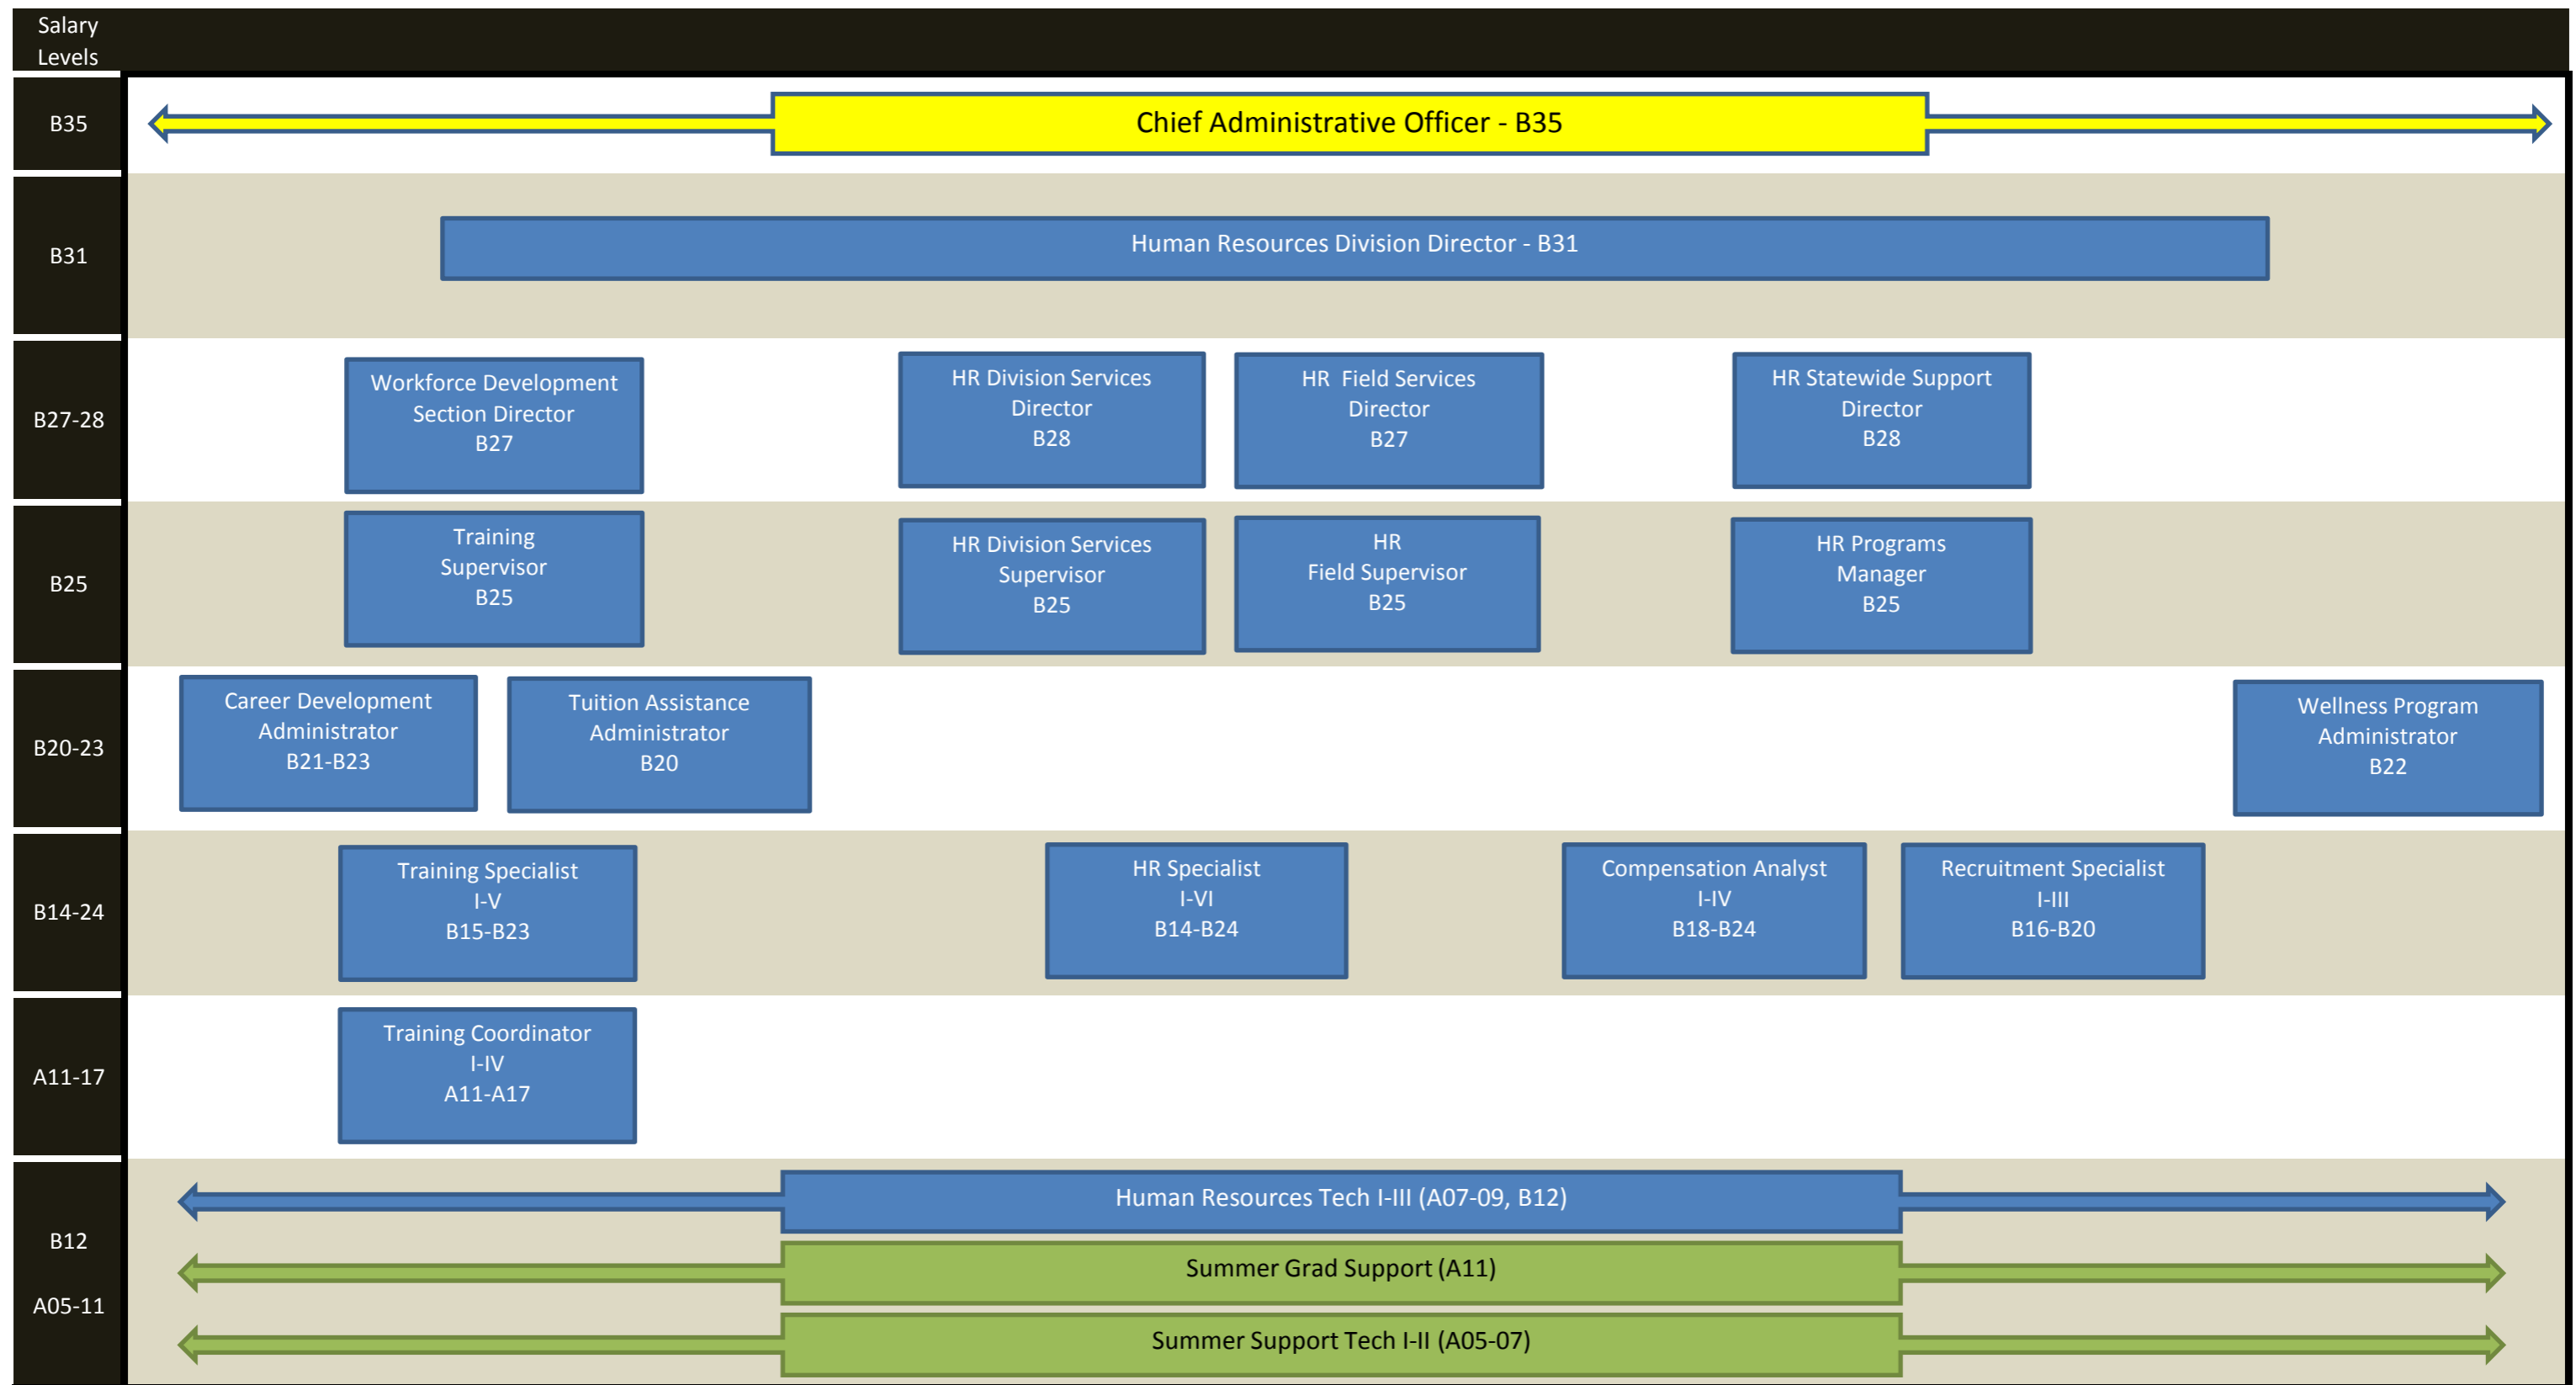 Salary
Levels
B35
Chief Administrative Officer - B35
B31
Human Resources Division Director - B31
B27-28
Workforce Development
Section Director
B27
HR Division Services
Director
B28
HR  Field Services
Director
B27
HR Statewide Support
Director
B28
B25
Training
Supervisor
B25
HR Division Services
Supervisor
B25
HR
Field Supervisor
B25
HR Programs
Manager
B25
B20-23
Career Development
Administrator
B21-B23
Tuition Assistance
Administrator
B20
Wellness Program
Administrator
B22
B14-24
Training Specialist
I-V
B15-B23
HR Specialist
I-VI
B14-B24
Compensation Analyst
I-IV
B18-B24
Recruitment Specialist
I-III
B16-B20
A11-17
Training Coordinator
I-IV
A11-A17
B12
A05-11
Human Resources Tech I-III (A07-09, B12)
Summer Grad Support (A11)
Summer Support Tech I-II (A05-07)